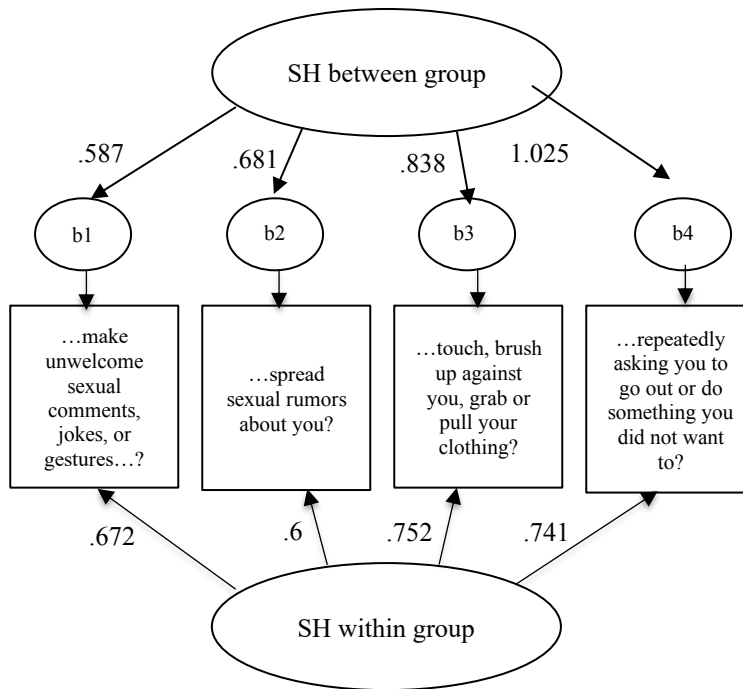 SH between group
.587
.681
.838
1.025
b1
b2
b3
b4
…make
unwelcome
sexual
comments,
jokes, or
gestures…?
…spread
sexual rumors
about you?
…touch, brush
up against
you, grab or
pull your
clothing?
…repeatedly
asking you to
go out or do
something you
did not want
to?
.672
.6
.752
.741
SH within group